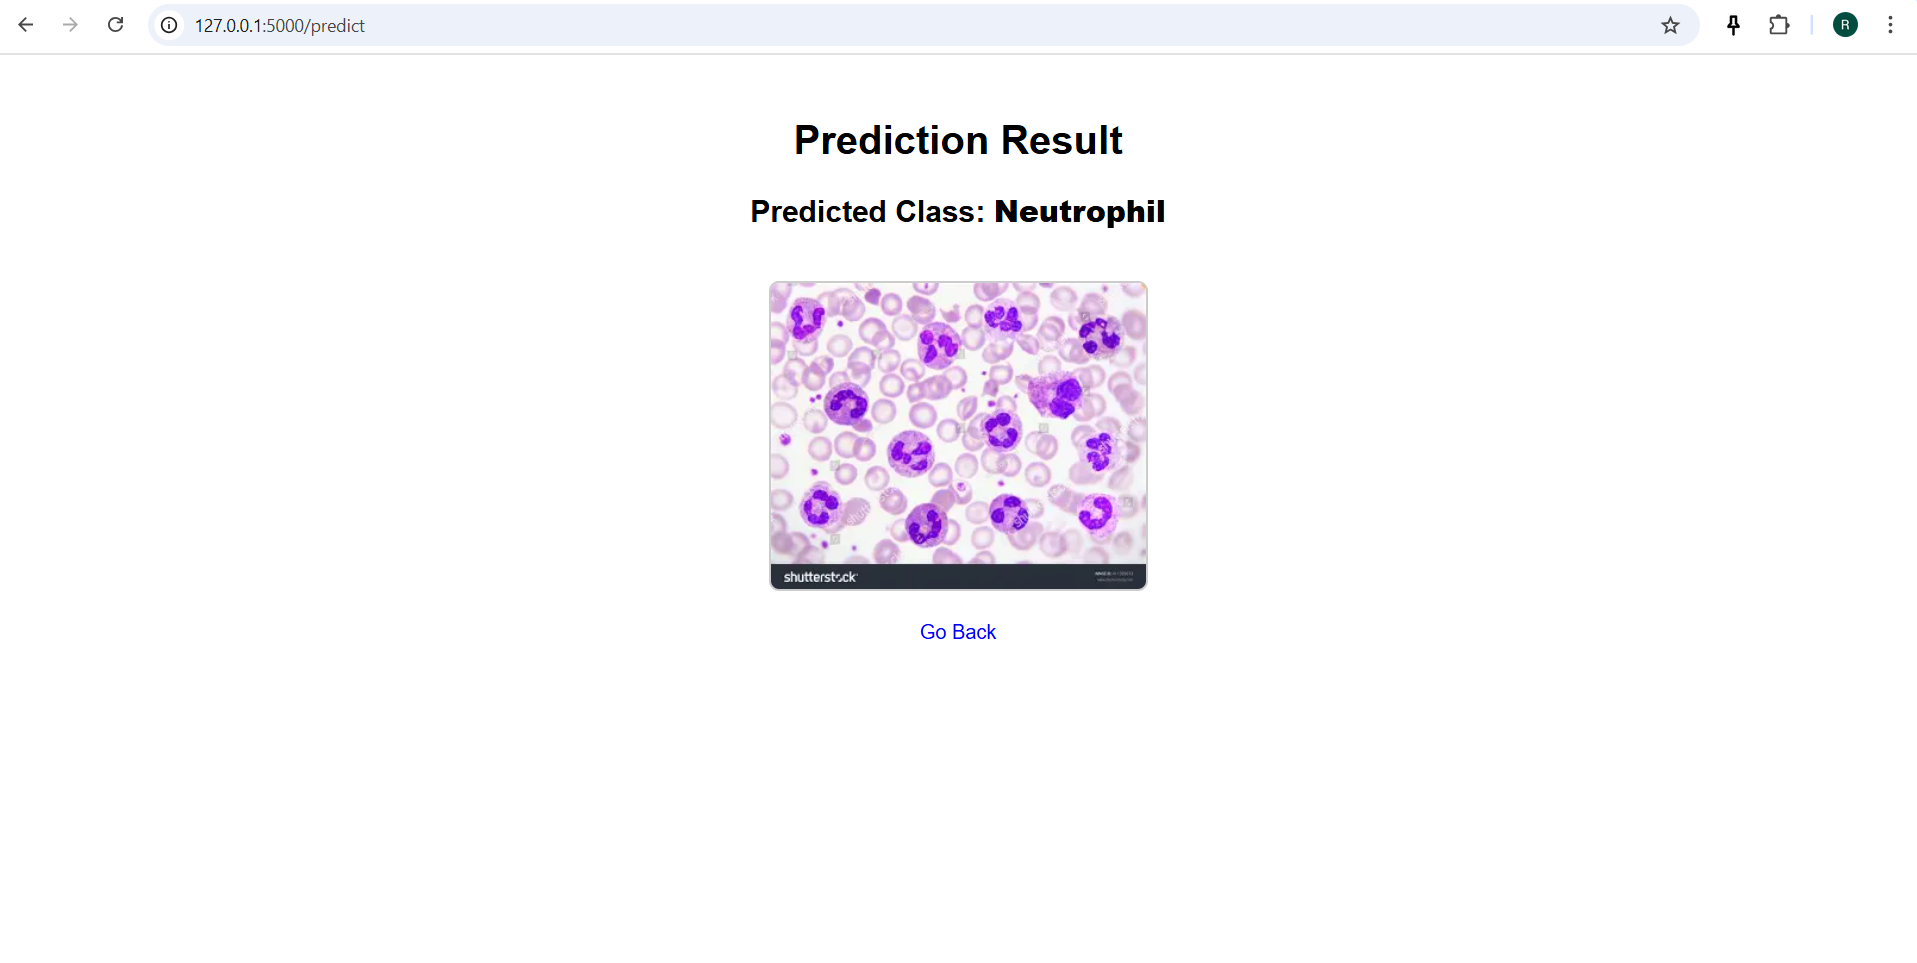 127.0.0.1:5000/predict
R
Prediction Result
Predicted Class: Neutrophil
shutterstock
Go Back